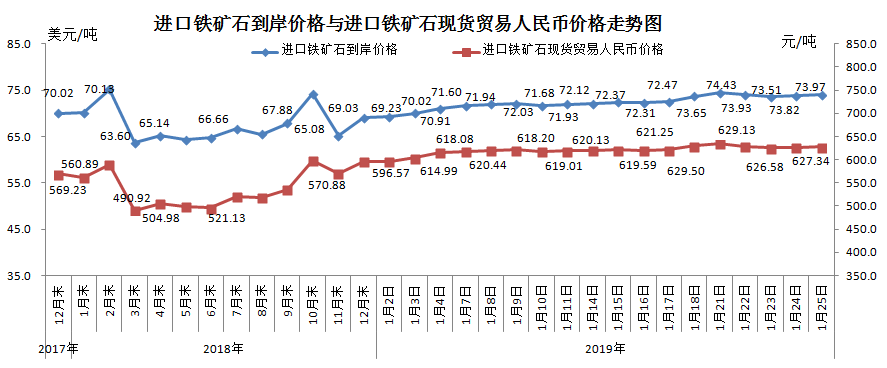 进口铁矿石到岸价格与进口铁矿石现货贸易人民币价格走势图
美元/吨
元/吨
进口铁矿石到岸价格
进口铁矿石现货贸易人民币价格
85.0
75.0
65.0
55.0
45.0
35.0
850.0
800.0
750.0
700.0
650.0
600.0
550.0
500.0
450.0
400.0
350.0
70.02
70.13
63.60
65.14
66.66
67.88
65.08
69.03
69.23
70.02
70.91
71.60
71.94
72.03
71.68
71.93
72.12
72.37
72.31
72.47
73.65
74.43
73.93
73.51
73.82
73.97
569.23
560.89
490.92
504.98
521.13
570.88
596.57
614.99
618.08
620.44
618.20
619.01
620.13
619.59
621.25
629.50
629.13
626.58
627.34
12月末
1月末
2月末
3月末
4月末
5月末
6月末
7月末
8月末
9月末
10月末
11月末
12月末
1月2日
1月3日
1月4日
1月7日
1月8日
1月9日
1月10日
1月11日
1月14日
1月15日
1月16日
1月17日
1月18日
1月21日
1月22日
1月23日
1月24日
1月25日
2017年
2018年
2019年